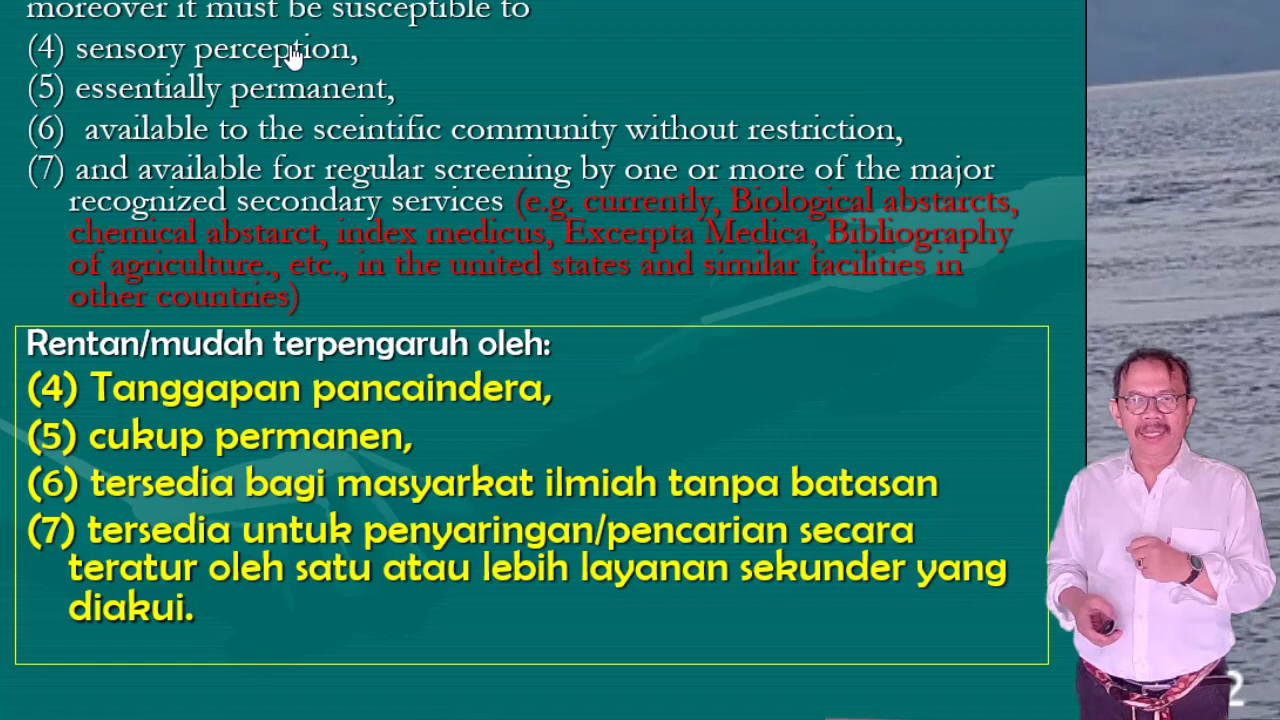 moreover it must be susceptible to
(4) sensory perception,
(5) essentially permanent,
(6) available to the sceintific community without restriction,
(7) and available for regular screening by one or more of the major
recognized secondary services (e.g. currently, Biological abstarcts,
chemical abstarct, index medicus, Excerpta Medica, Bibliography
of agriculture., etc., in the united states and similar facilities in
other countries)
Rentan/mudah terpengaruh oleh:
(4) Tanggapan pancaindera,
(5) cukup permanen,
(6) tersedia bagi masyarkat ilmiah tanpa batasan
(7) tersedia untuk penyaringan/pencarian secara
teratur oleh satu atau lebih layanan sekunder yang
diakui.
2